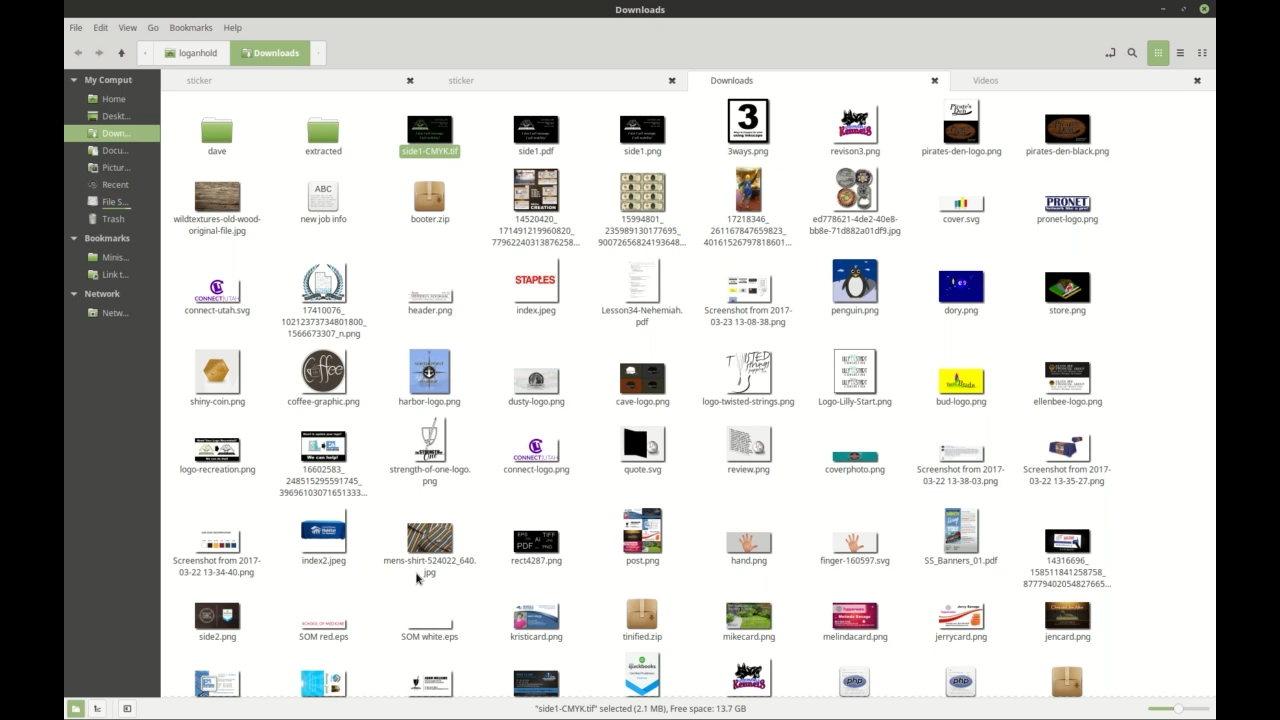 Downloads
File Edit View Go Bookmarks Help
loganhold Downloads
My Comput
Home
Deskt...
Down...
Docu...
Pictur...
Recent
File S...
Trash
Bookmarks
Minis...
Link t...
Network
Netw...
sticker sticker Downloads Videos
dave extracted side1-CMYK.tif side1.pdf side1.png 3ways.png revison3.png pirates-den-logo.png pirates-den-black.png
wildtextures-old-wood-original-file.jpg new job info booter.zip 14520420_ 15994801_ 17218346_ ed778621-4de2-40e8- cover.svg pronet-logo.png
171491219960820_ 235989130177695_ 261167847659823_ bb8e-71d882a01df9.jpg
77962240313876258... 90072656824193648... 40161526797818601...
connect-utah.svg 17410076_ header.png index.jpeg Lesson34-Nehemiah. Screenshot from 2017- penguin.png dory.png store.png
10212373734801800_ pdf 03-23 13-08-38.png
1566673307_n.png
shiny-coin.png coffee-graphic.png harbor-logo.png dusty-logo.png cave-logo.png logo-twisted-strings.png Logo-Lilly-Start.png bud-logo.png ellenbee-logo.png
logo-recreation.png 16602583_ strength-of-one-logo. connect-logo.png quote.svg review.png coverphoto.png Screenshot from 2017- Screenshot from 2017-
248515295591745_ png 03-22 13-38-03.png 03-22 13-35-27.png
39696103071651333...
Screenshot from 2017- index2.jpeg mens-shirt-524022_640. rect4287.png post.png hand.png finger-160597.svg SS_Banners_01.pdf 14316696_
03-22 13-34-40.png jpg 158511841258758_
87779402054827665...
side2.png SOM red.eps SOM white.eps kristicard.png tinified.zip mikecard.png melindacard.png jerrycard.png jencard.png
"side1-CMYK.tif" selected (2.1 MB), Free space: 13.7 GB